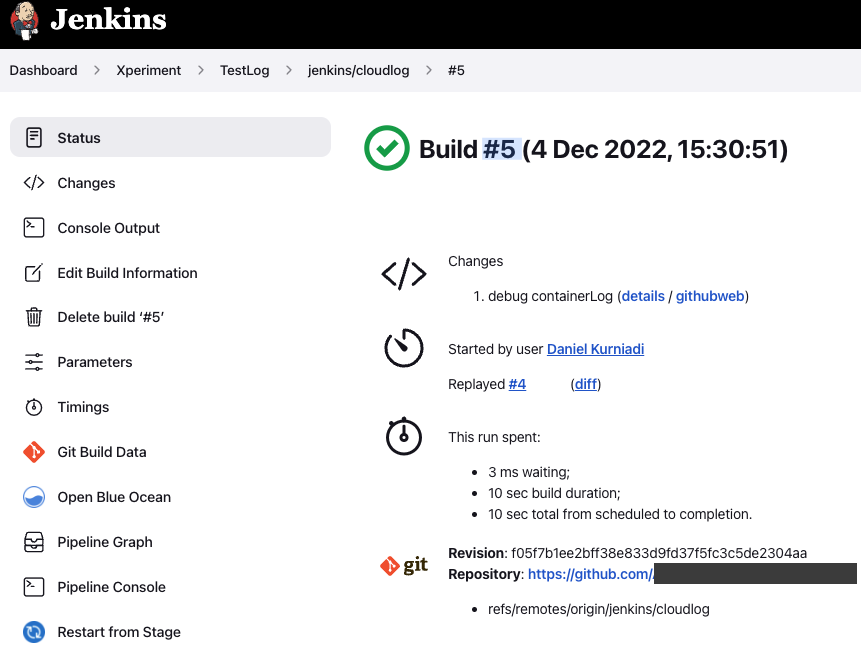 Jenkins
Dashboard > Xperiment > TestLog > jenkins/cloudlog > #5
Status
Changes
Console Output
Edit Build Information
Delete build ‘#5’
Parameters
Timings
Git Build Data
Open Blue Ocean
Pipeline Graph
Pipeline Console
Restart from Stage
Build #5 (4 Dec 2022, 15:30:51)
Changes
1. debug containerLog (details / githubweb)
Started by user Daniel Kurniadi
Replayed #4 (diff)
This run spent:
• 3 ms waiting;
• 10 sec build duration;
• 10 sec total from scheduled to completion.
git
Revision: f05f7b1ee2bff38e833d9fd37f5fc3c5de2304aa
Repository: https://github.com/
• refs/remotes/origin/jenkins/cloudlog